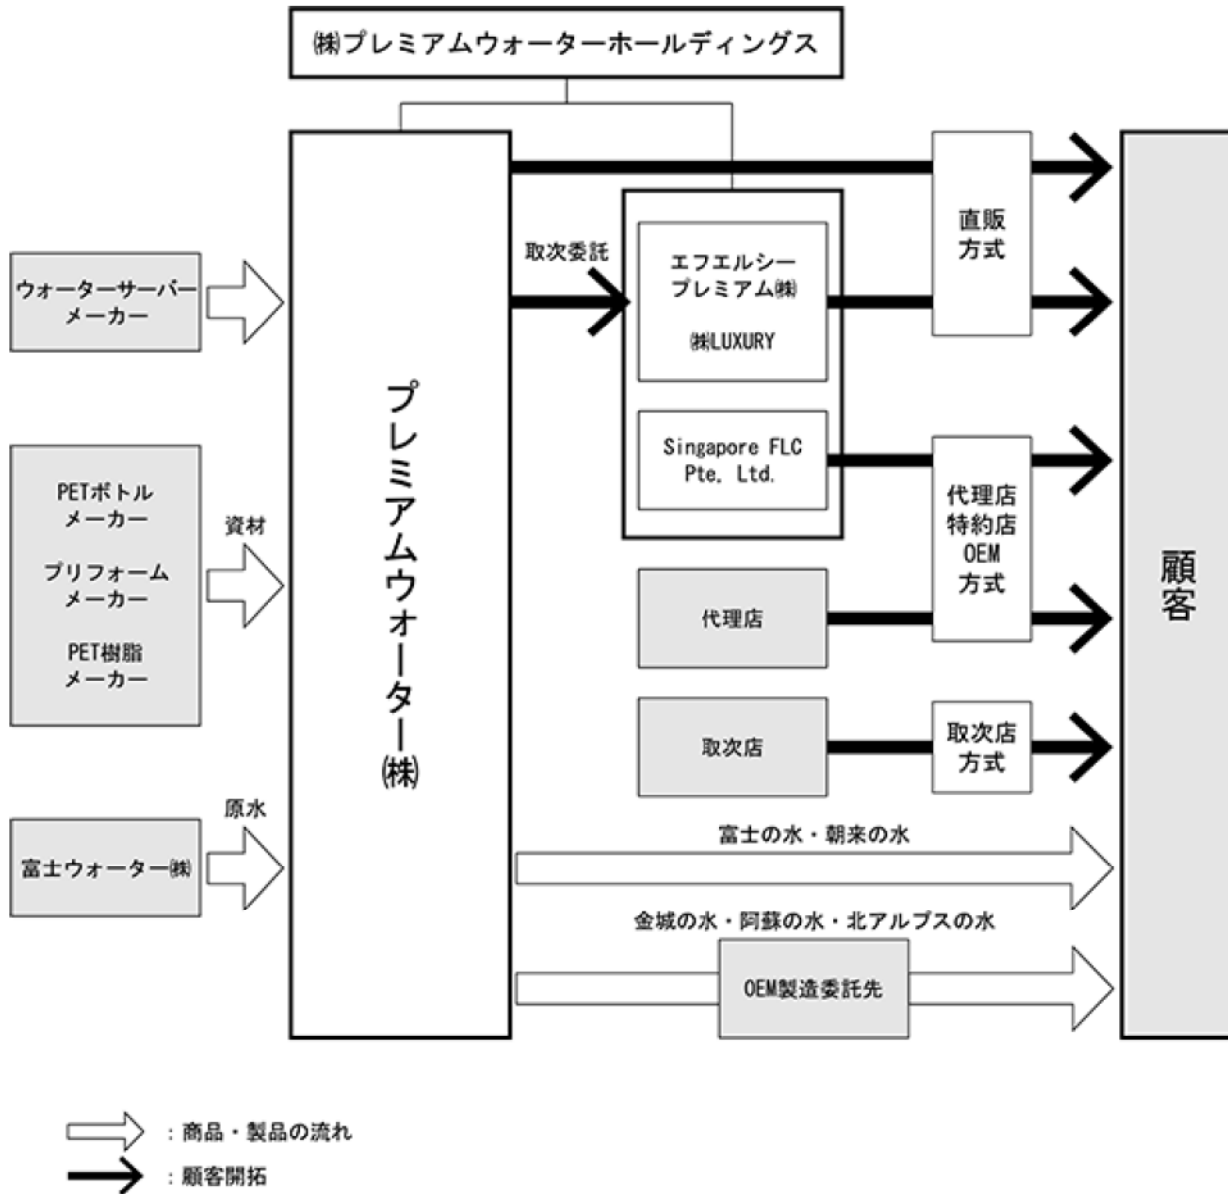 ㈱プレミアムウォーターホールディングス
ウォーターサーバー
メーカー
PETボトル
メーカー
プリフォーム
メーカー
PET樹脂
メーカー
資材
富士ウォーター㈱
原水
プレミアムウォーター㈱
取次委託
エフエルシー
プレミアム㈱
㈱LUXURY
Singapore FLC
Pte. Ltd.
代理店
取次店
直販
方式
代理店
特約店
OEM
方式
取次店
方式
富士の水・朝来の水
金城の水・阿蘇の水・北アルプスの水
OEM製造委託先
顧客
：商品・製品の流れ
：顧客開拓